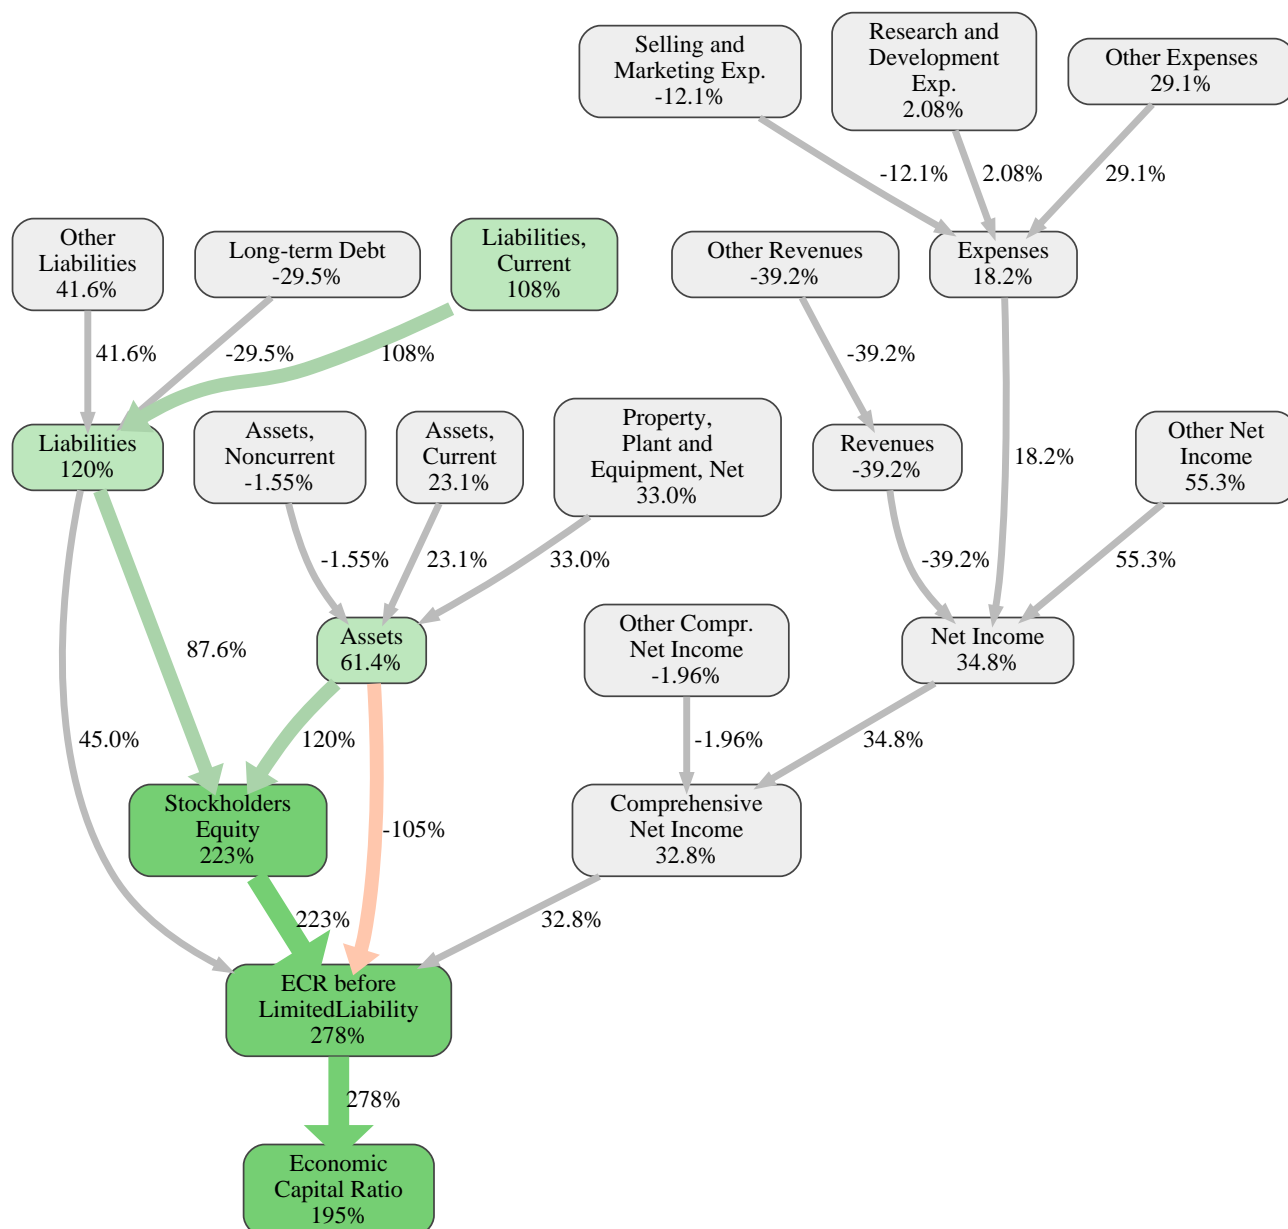 Selling and
Marketing Exp.
-12.1%
Research and
Development
Exp.
2.08%
Other Expenses
29.1%
-12.1%
2.08%
29.1%
Other
Liabilities
41.6%
Long-term Debt
-29.5%
Liabilities,
Current
108%
Other Revenues
-39.2%
Expenses
18.2%
41.6%
-29.5%
108%
-39.2%
Liabilities
120%
Assets,
Noncurrent
-1.55%
Assets,
Current
23.1%
Property,
Plant and
Equipment, Net
33.0%
Revenues
-39.2%
18.2%
Other Net
Income
55.3%
-1.55%
23.1%
33.0%
-39.2%
55.3%
87.6%
Assets
61.4%
Other Compr.
Net Income
-1.96%
Net Income
34.8%
45.0%
120%
-1.96%
34.8%
Stockholders
Equity
223%
-105%
Comprehensive
Net Income
32.8%
223%
32.8%
ECR before
LimitedLiability
278%
278%
Economic
Capital Ratio
195%